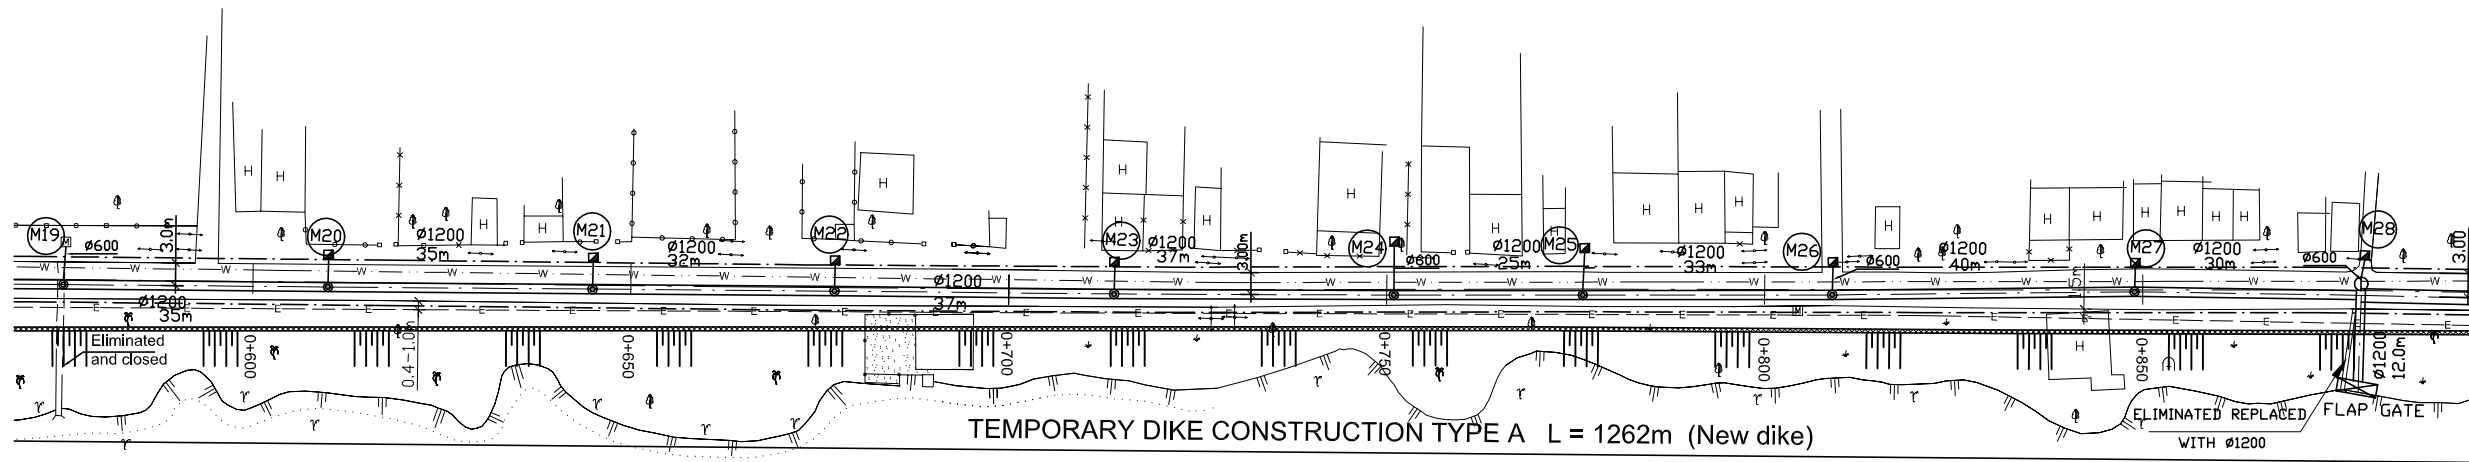 M19
M
Ø600
3.0m
H
H
M20
Ø1200
35m
H
H
M21
Ø1200
32m
M22
H
M23
H
H
H
Ø1200
37m
3.00m
H
M24
Ø600
H
Ø1200
25m
M25
H
H
H
H
Ø1200
33m
M26
H
Ø600
Ø1200
40m
H
H
M27
H
H
H
H
Ø1200
30m
Ø600
M28
3.00
W W W W W W W W W W W W W W W W W W W W W W W W W W W
Ø1200
35m
Ø1200
37m
1.5m
E E E E E E E E E E E E E E E E E E E E E E E E E
M
H
Eliminated
and closed
0+600
0.4-1.0m
0+650
0+700
0+750
0+800
0+850
Ø1200
12.0m
TEMPORARY DIKE CONSTRUCTION TYPE A L = 1262m (New dike)
ELIMINATED REPLACED
WITH Ø1200
FLAP GATE